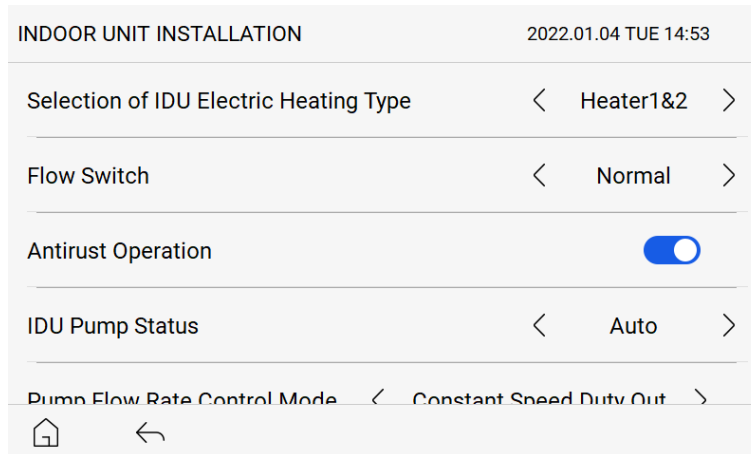 INDOOR UNIT INSTALLATION 2022.01.04 TUE 14:53
Selection of IDU Electric Heating Type Heater1&2
Flow Switch Normal
Antirust Operation
IDU Pump Status Auto
Pump Flow Rate Control Mode Constant Speed Duty Out